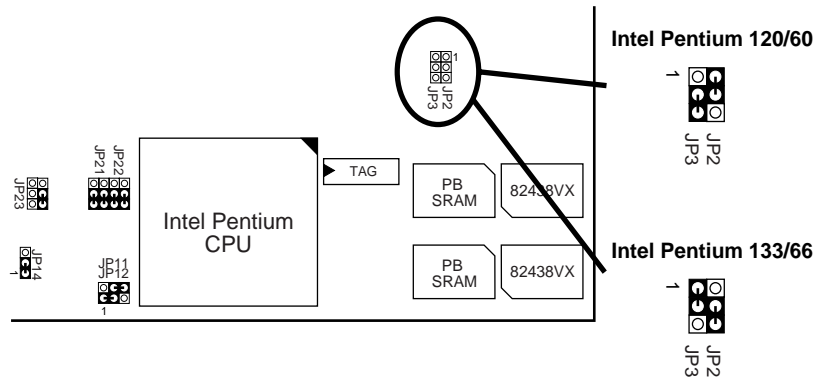 Intel Pentium 120/60
1
JP3
JP2
1
JP3
JP2
JP21
JP22
TAG
PB
SRAM
82438VX
JP23
Intel Pentium
CPU
JP14
1
JP11
JP12
1
PB
SRAM
82438VX
Intel Pentium 133/66
1
JP3
JP2